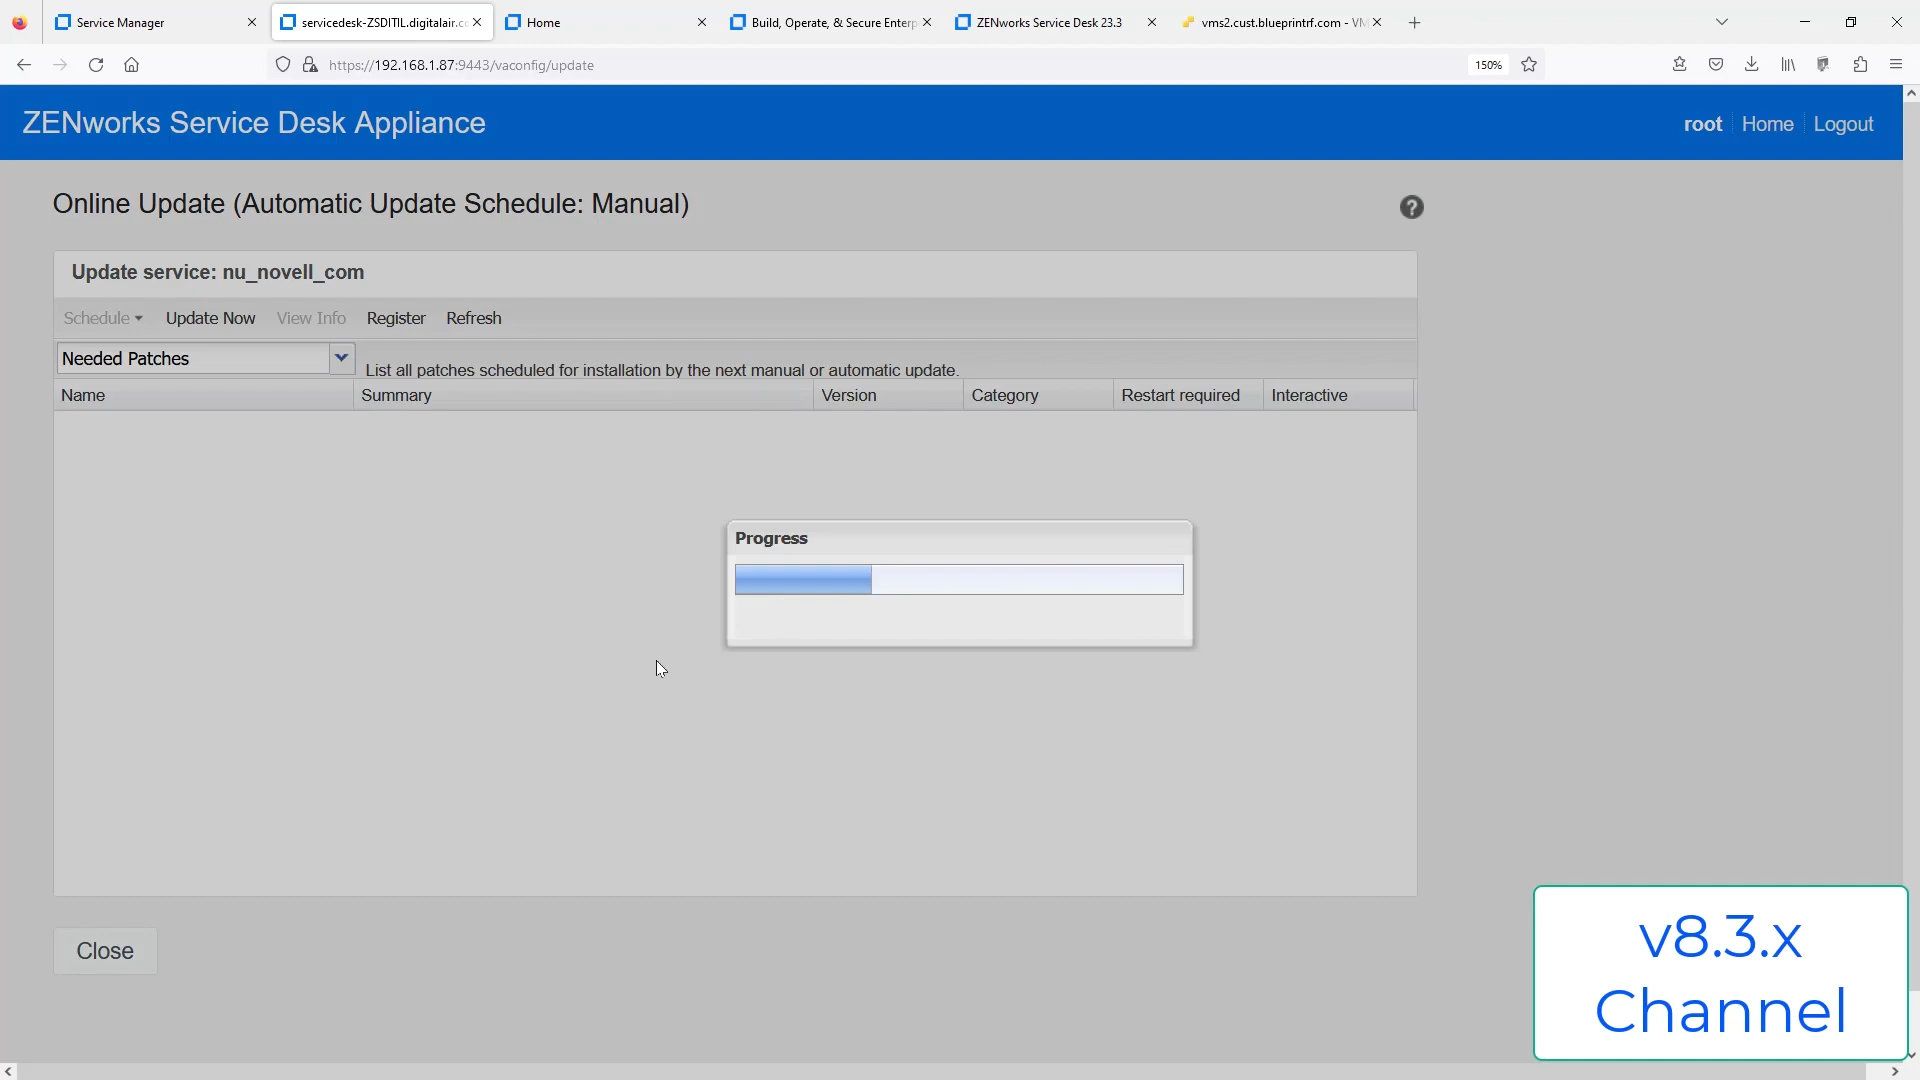 Service Manager
servicedesk-ZSDITIL.digitalair.co
Home
Build, Operate, & Secure Enterp
ZENworks Service Desk 23.3
vms2.cust.blueprintrf.com - VM
https://192.168.1.87:9443/vaconfig/update
150%
ZENworks Service Desk Appliance
root
Home
Logout
Online Update (Automatic Update Schedule: Manual)
?
Update service: nu_novell_com
Schedule
Update Now
View Info
Register
Refresh
Needed Patches
List all patches scheduled for installation by the next manual or automatic update.
Name
Summary
Version
Category
Restart required
Interactive
Progress
Close
v8.3.x
Channel